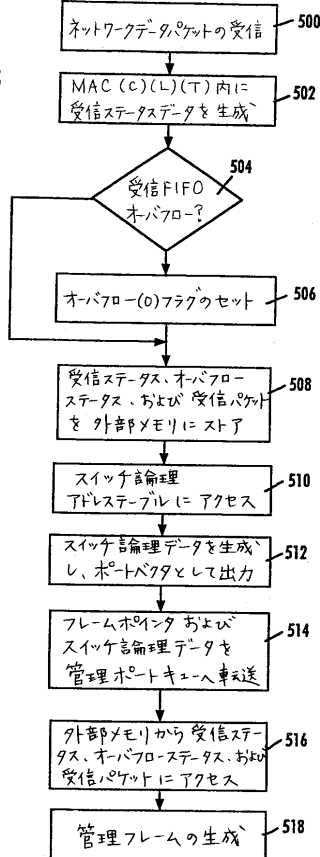 ネットワークデータパケットの受信
500
MAC (C)(L)(T)内に
受信ステータスデータを生成
502
504
受信FIFO
オーバフロー?
オーバフロー(O)フラグのセット
506
受信ステータス、オーバフロー
ステータス、および受信パケット
を外部メモリにストア
508
スイッチ論理
アドレステーブルにアクセス
510
スイッチ論理データを生成
し、ポートベクタとして出力
512
フレームポインタおよび
スイッチ論理データを
管理ポートキューへ転送
514
外部メモリから受信ステー
タス、オーバフローステータス、および
受信パケットにアクセス
516
管理フレームの生成
518